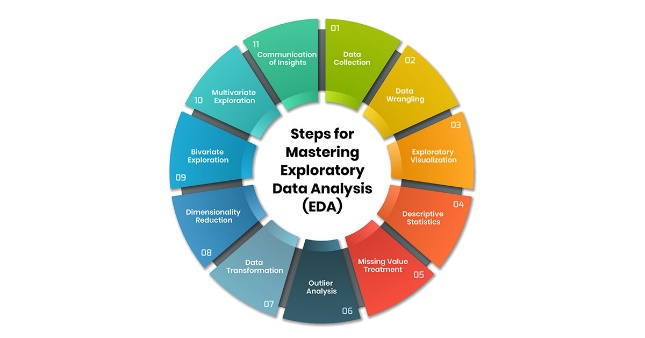 Steps for
Mastering
Exploratory
Data Analysis
(EDA)
01
Data
Collection
02
Data
Wrangling
03
Exploratory
Visualization
04
Descriptive
Statistics
05
Missing Value
Treatment
06
Outlier
Analysis
07
Data
Transformation
08
Dimensionality
Reduction
09
Bivariate
Exploration
10
Multivariate
Exploration
11
Communication
of Insights